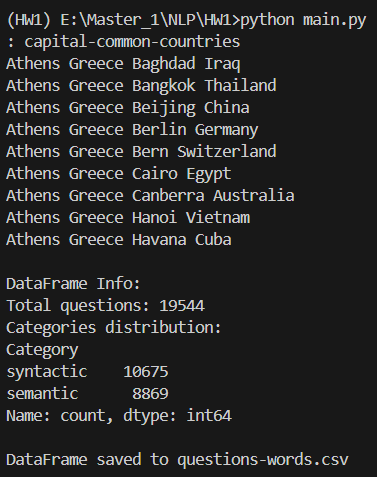 (HW1) E:\Master_1\NLP\HW1>python main.py
: capital-common-countries
Athens Greece Baghdad Iraq
Athens Greece Bangkok Thailand
Athens Greece Beijing China
Athens Greece Berlin Germany
Athens Greece Bern Switzerland
Athens Greece Cairo Egypt
Athens Greece Canberra Australia
Athens Greece Hanoi Vietnam
Athens Greece Havana Cuba

DataFrame Info:
Total questions: 19544
Categories distribution:
Category
syntactic    10675
semantic      8869
Name: count, dtype: int64

DataFrame saved to questions-words.csv